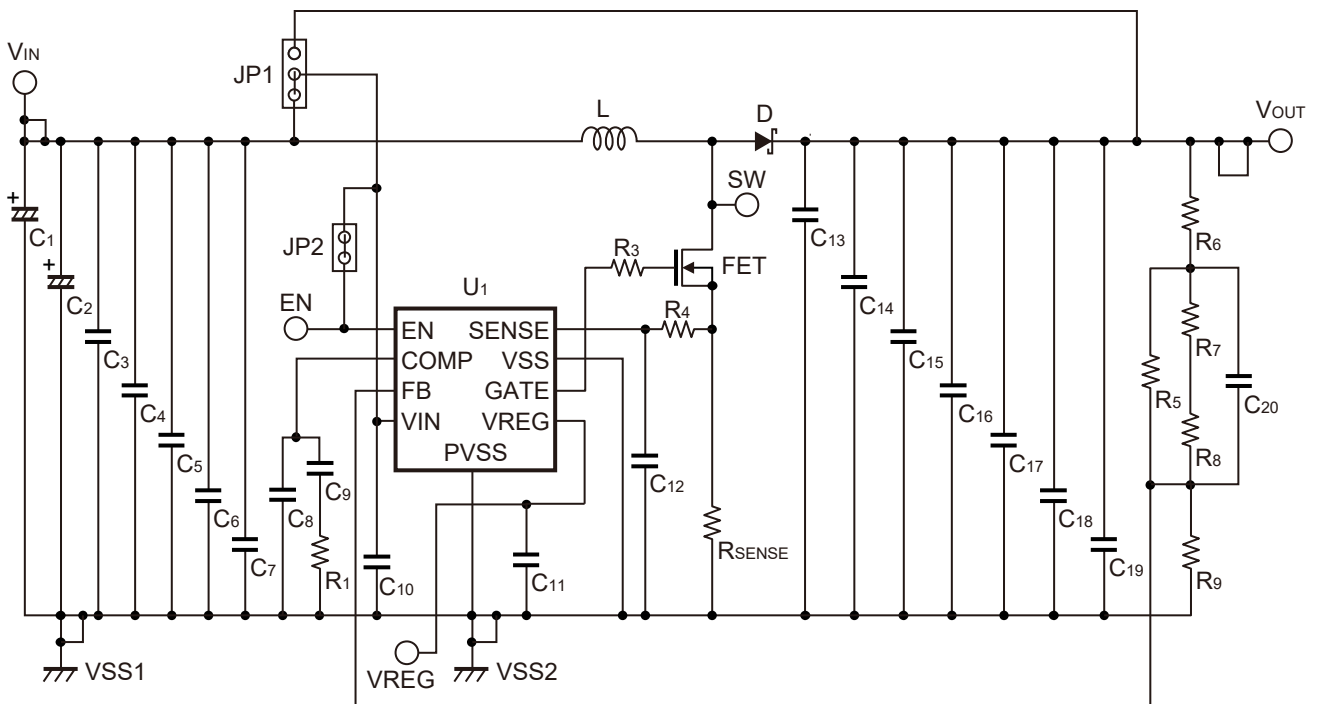 VIN
JP1
L
D
VOUT
+
C1
+
C2
C3
C4
C5
C6
C7
JP2
EN
U1
R3
FET
SW
R4
EN
SENSE
COMP
VSS
FB
GATE
VIN
VREG
PVSS
C8
C9
R1
C10
C11
C12
RSENSE
C13
C14
C15
C16
C17
C18
C19
R6
R7
R5
C20
R8
R9
VSS1
VREG
VSS2